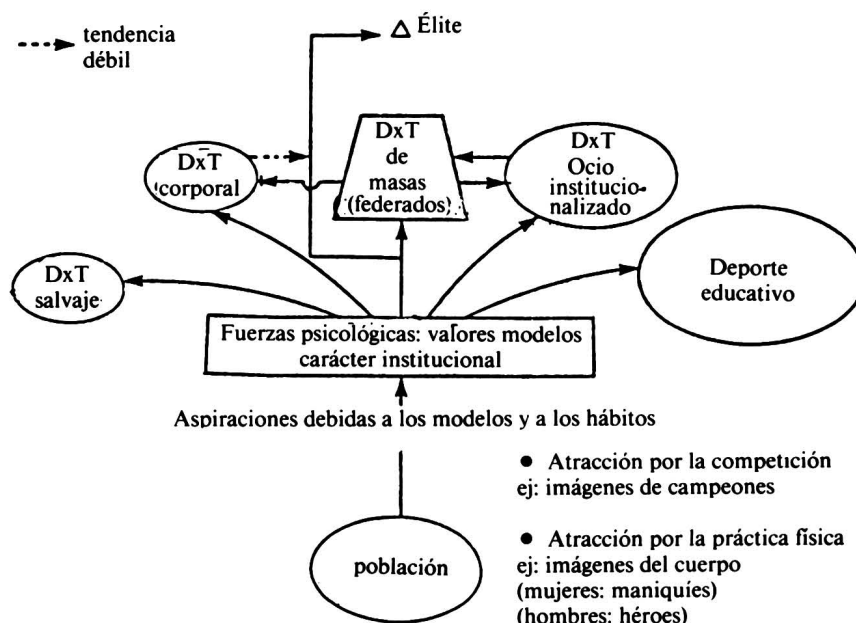 tendencia
débil
△ Élite
DxT
corporal
DxT
de
masas
(federados)
DxT
Ocio
institucio-
nalizado
DxT
salvaje
Deporte
educativo
Fuerzas psicológicas: valores modelos
carácter institucional
Aspiraciones debidas a los modelos y a los hábitos
población
● Atracción por la competición
ej: imágenes de campeones
● Atracción por la práctica física
ej: imágenes del cuerpo
(mujeres: maniquíes)
(hombres: héroes)